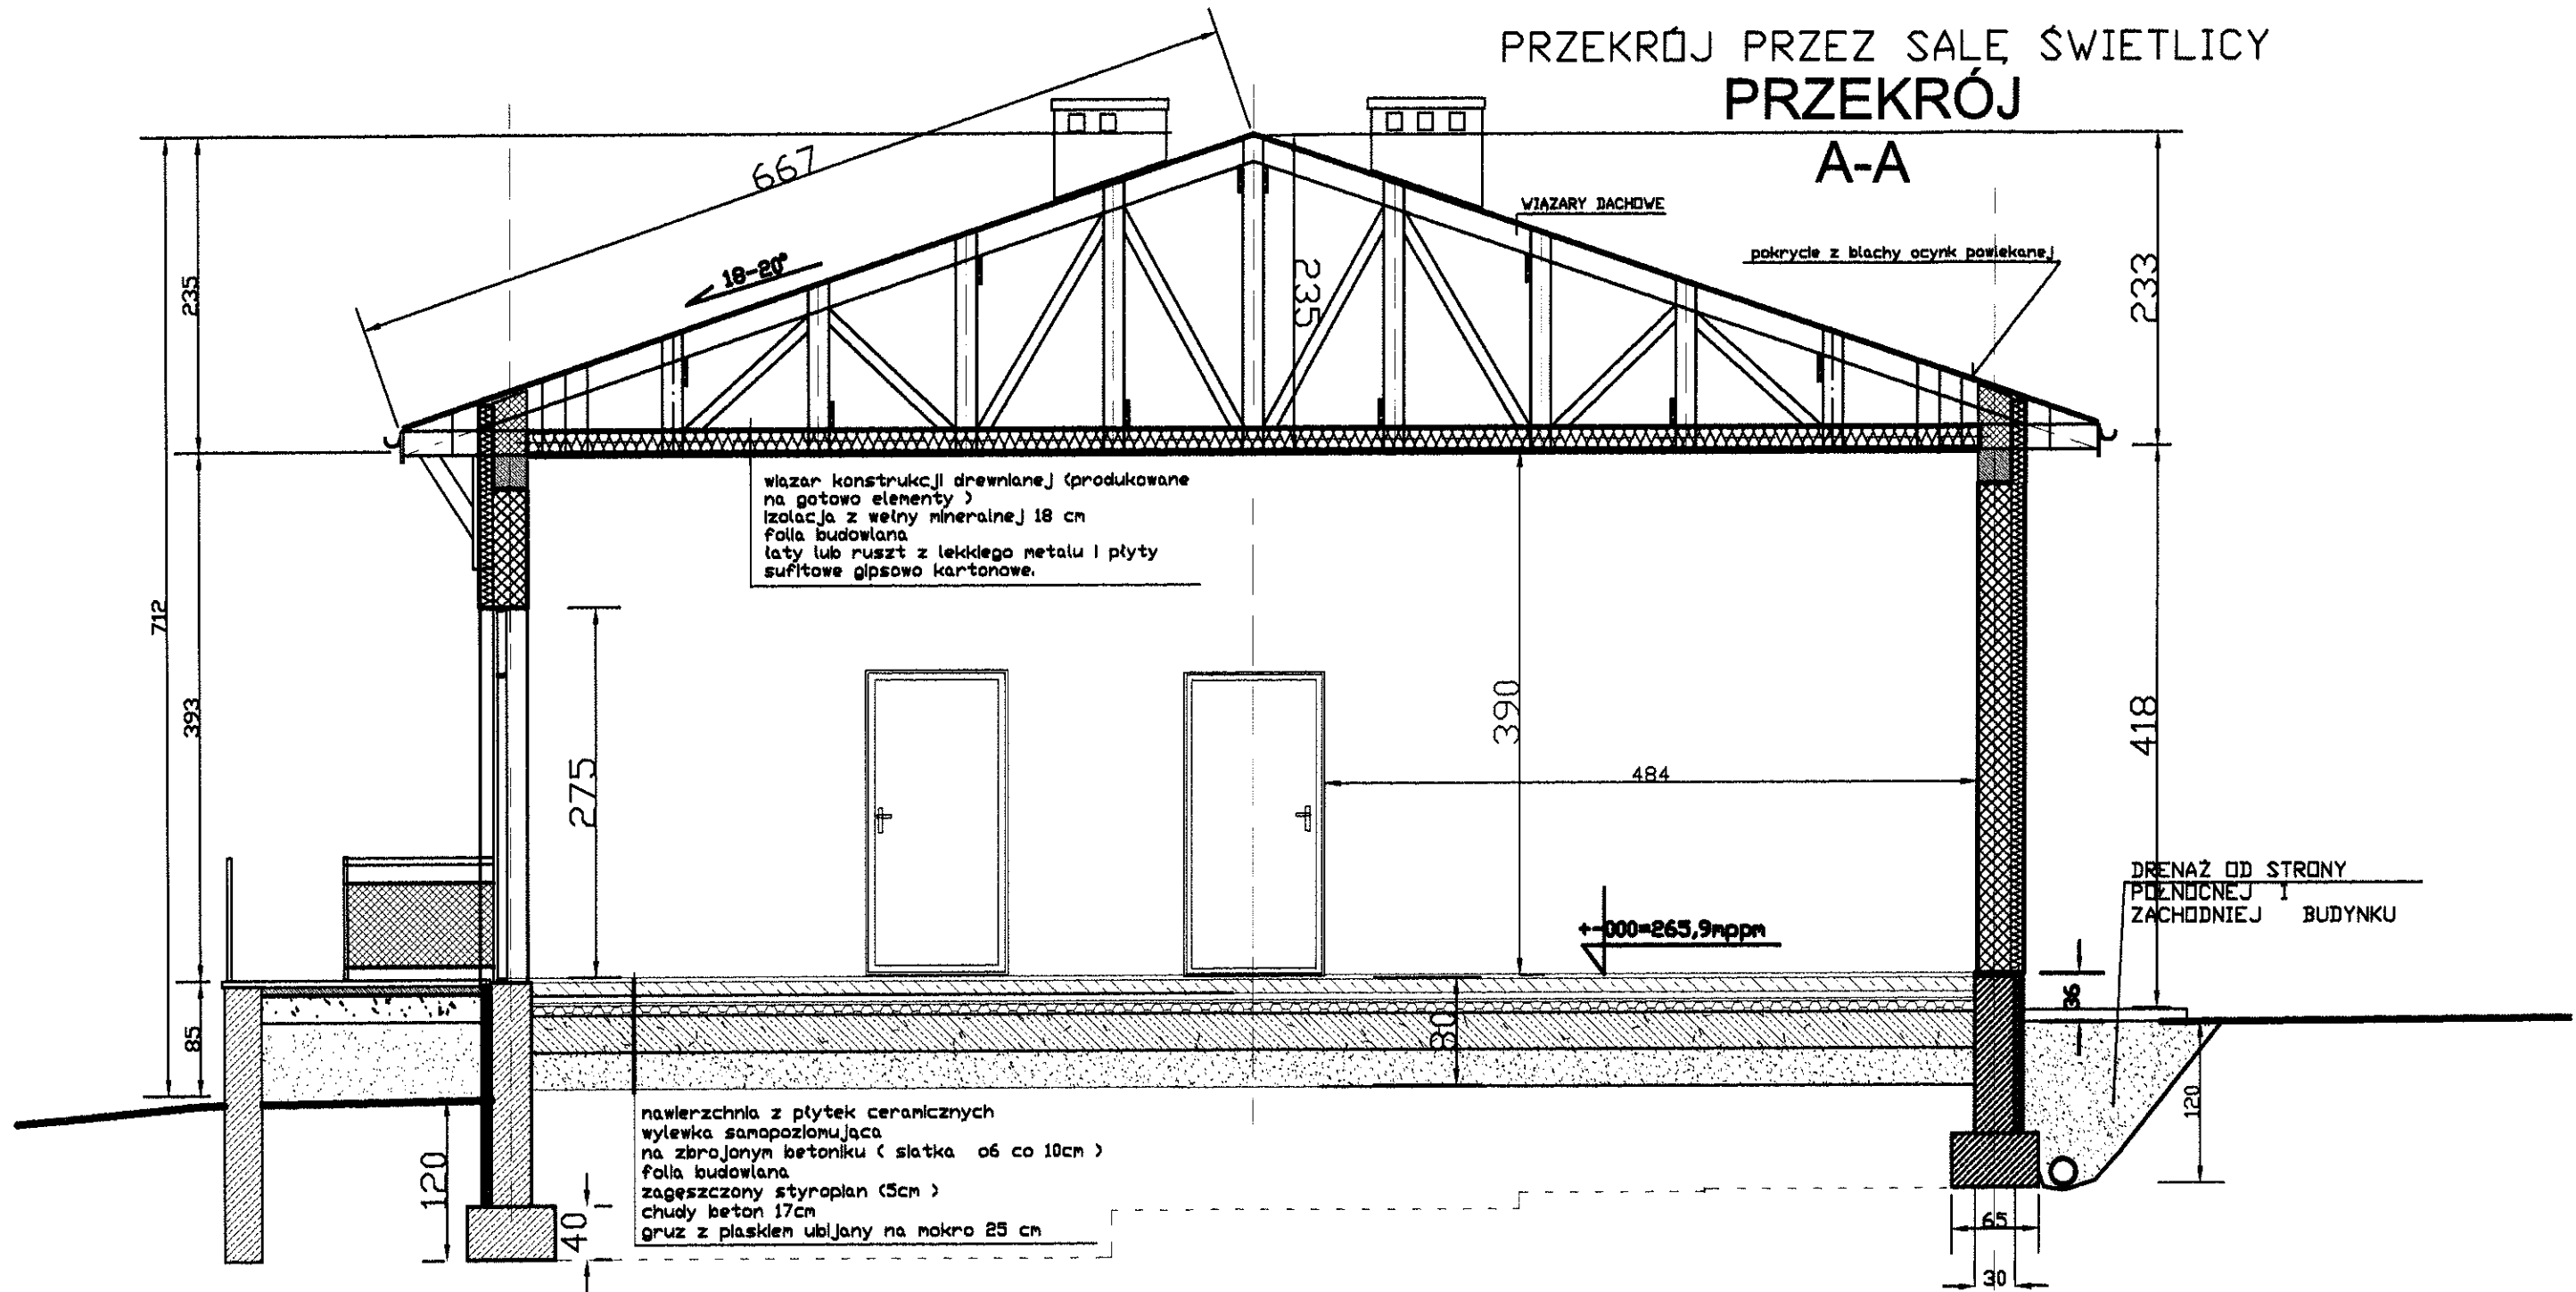 PRZEKRÓJ PRZEZ SALĘ ŚWIETLICY
PRZEKRÓJ
A-A
667
WIĄZARY DACHOWE
pokrycie z blachy ocynk powlekanej
18-20°
235
235
233
wiązar konstrukcji drewnianej (produkowane
na gotowo elementy )
izolacja z wełny mineralnej 18 cm
folia budowlana
łaty lub ruszt z lekkiego metalu i płyty
sufitowe gipsowo kartonowe.
712
393
275
390
418
484
DRENAŻ OD STRONY
PÓŁNOCNEJ I
ZACHODNIEJ BUDYNKU
+-000=265,9mppm
36
85
80
120
nawierzchnia z płytek ceramicznych
wylewka samopoziomująca
na zbrojonym betoniku ( siatka o6 co 10cm )
folia budowlana
zagęszczony styropian (5cm )
chudy beton 17cm
gruz z piaskiem ubijany na mokro 25 cm
120
40
65
30